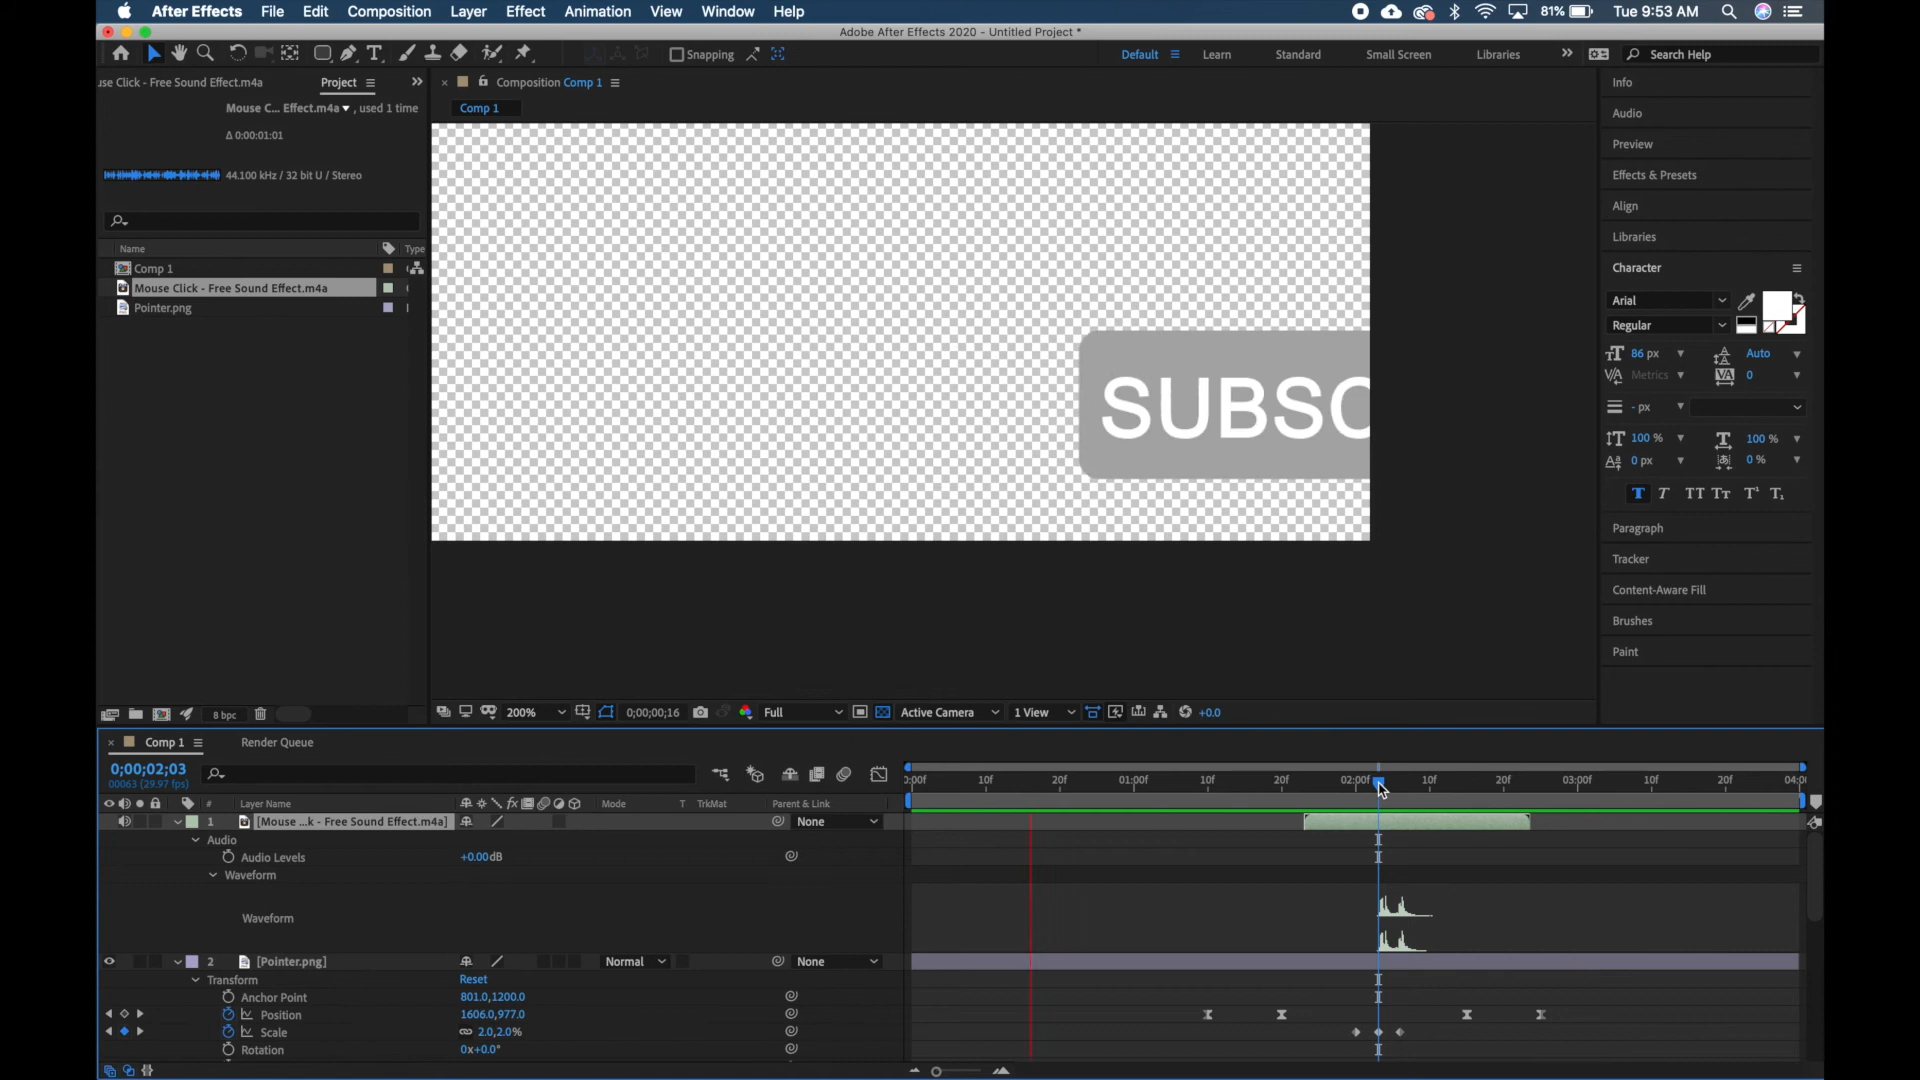 After Effects File Edit Composition Layer Effect Animation View Window Help 81% Tue 9:53 AM
Adobe After Effects 2020 - Untitled Project *
Snapping Default Learn Standard Small Screen Libraries Search Help
use Click - Free Sound Effect.m4a Project Composition Comp 1 Info
Mouse C... Effect.m4a , used 1 time Comp 1 Audio
Δ 0:00:01:01
Preview
44.100 kHz / 32 bit U / Stereo Effects & Presets
Align
Libraries
Name Type
Comp 1 Character
Mouse Click - Free Sound Effect.m4a
Pointer.png Arial
Regular
86 px Auto
Metrics 0
SUBSC
- px
100 % 100 %
0 px 0 %
T T TT Tt T¹ T₁
Paragraph
Tracker
Content-Aware Fill
Brushes
Paint
8 bpc 200% 0;00;00;16 Full Active Camera 1 View +0.0
Comp 1 Render Queue
0;00;02;03
00063 (29.97 fps)
0:00f 10f 20f 01:00f 10f 20f 02:00f 10f 20f 03:00f 10f 20f 04:00
# Layer Name Mode T TrkMat Parent & Link
1 [Mouse ...k - Free Sound Effect.m4a] None
Audio
Audio Levels +0.00dB
Waveform
Waveform
2 [Pointer.png] Normal None
Transform Reset
Anchor Point 801.0,1200.0
Position 1606.0,977.0
Scale 2.0,2.0%
Rotation 0x+0.0°